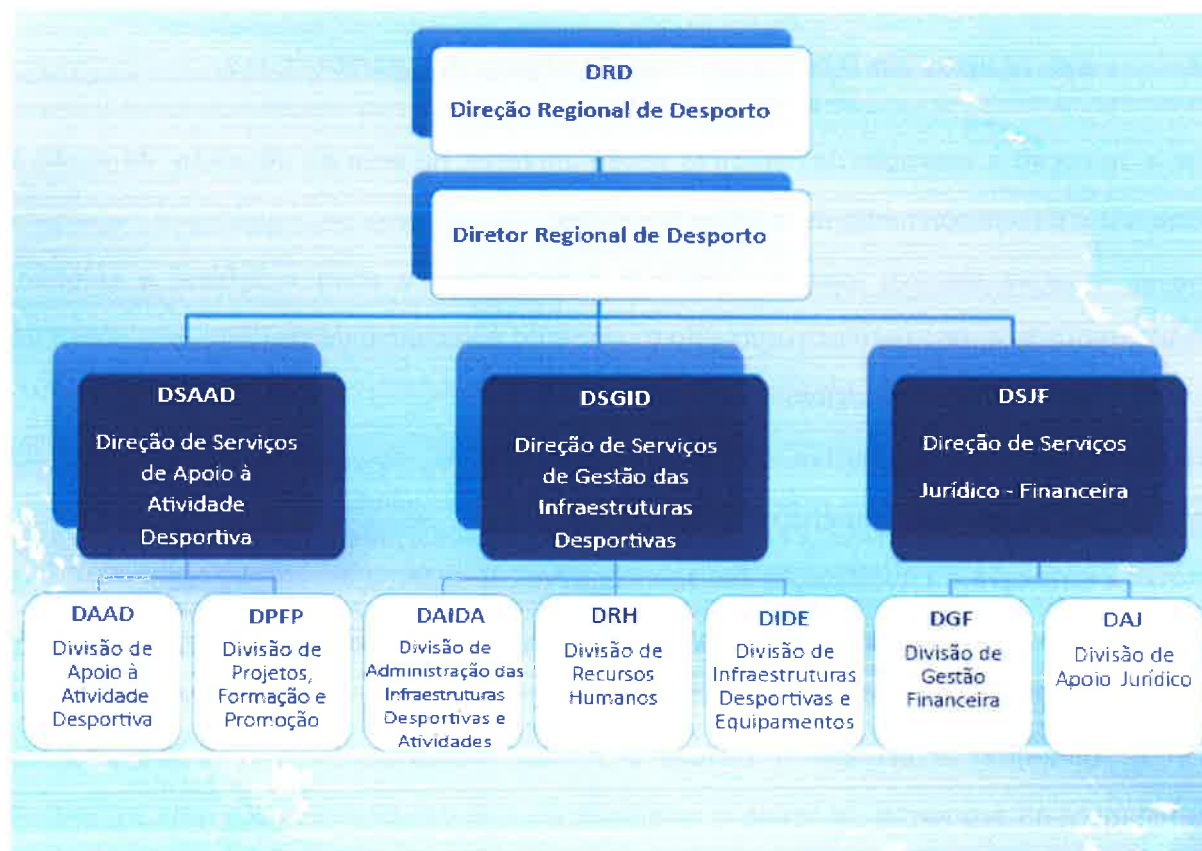 DRD
Direção Regional de Desporto
Diretor Regional de Desporto
DSAAD
Direção de Serviços
de Apoio à
Atividade
Desportiva
DSGID
Direção de Serviços
de Gestão das
Infraestruturas
Desportivas
DSJF
Direção de Serviços
Jurídico - Financeira
DAAD
Divisão de
Apoio à
Atividade
Desportiva
DPFP
Divisão de
Projetos,
Formação e
Promoção
DAIDA
Divisão de
Administração das
Infraestruturas
Desportivas e
Atividades
DRH
Divisão de
Recursos
Humanos
DIDE
Divisão de
Infraestruturas
Desportivas e
Equipamentos
DGF
Divisão de
Gestão
Financeira
DAJ
Divisão de
Apoio Jurídico